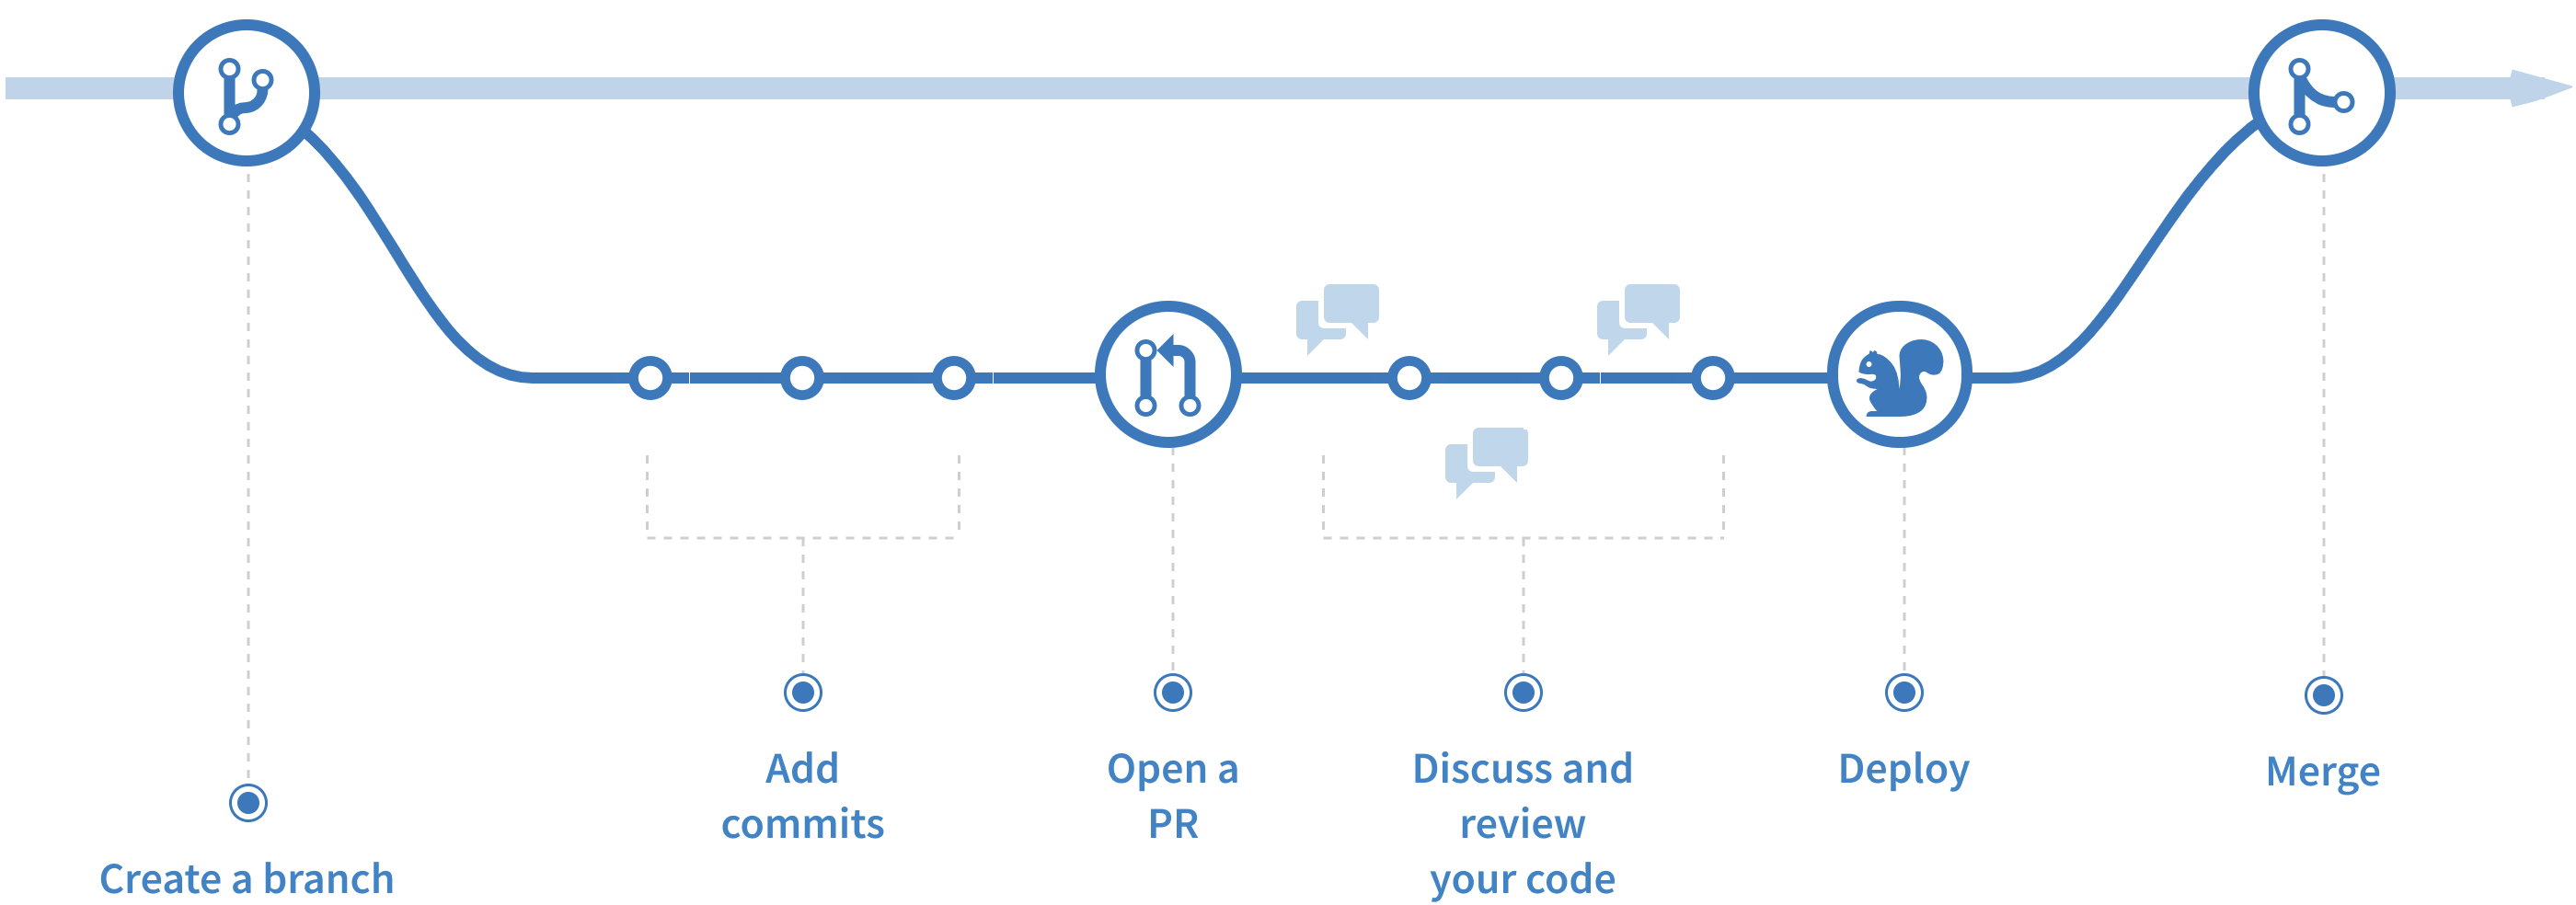 Create a branch
Add
commits
Open a
PR
Discuss and
review
your code
Deploy
Merge